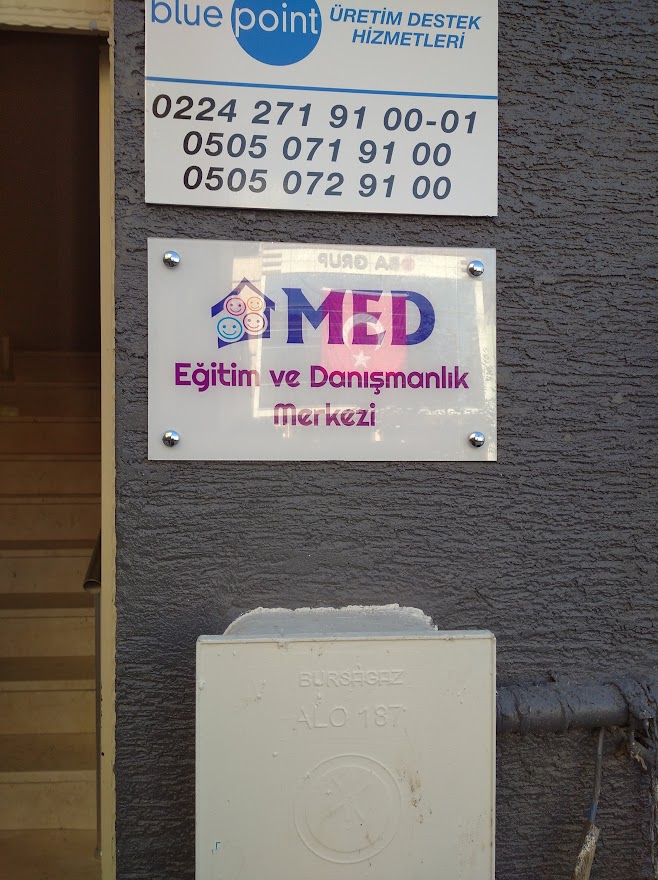 blue point ÜRETİM DESTEK
HİZMETLERİ
0224 271 91 00-01
0505 071 91 00
0505 072 91 00
MED
Eğitim ve Danışmanlık
Merkezi
BURSAGAZ
ALO 187